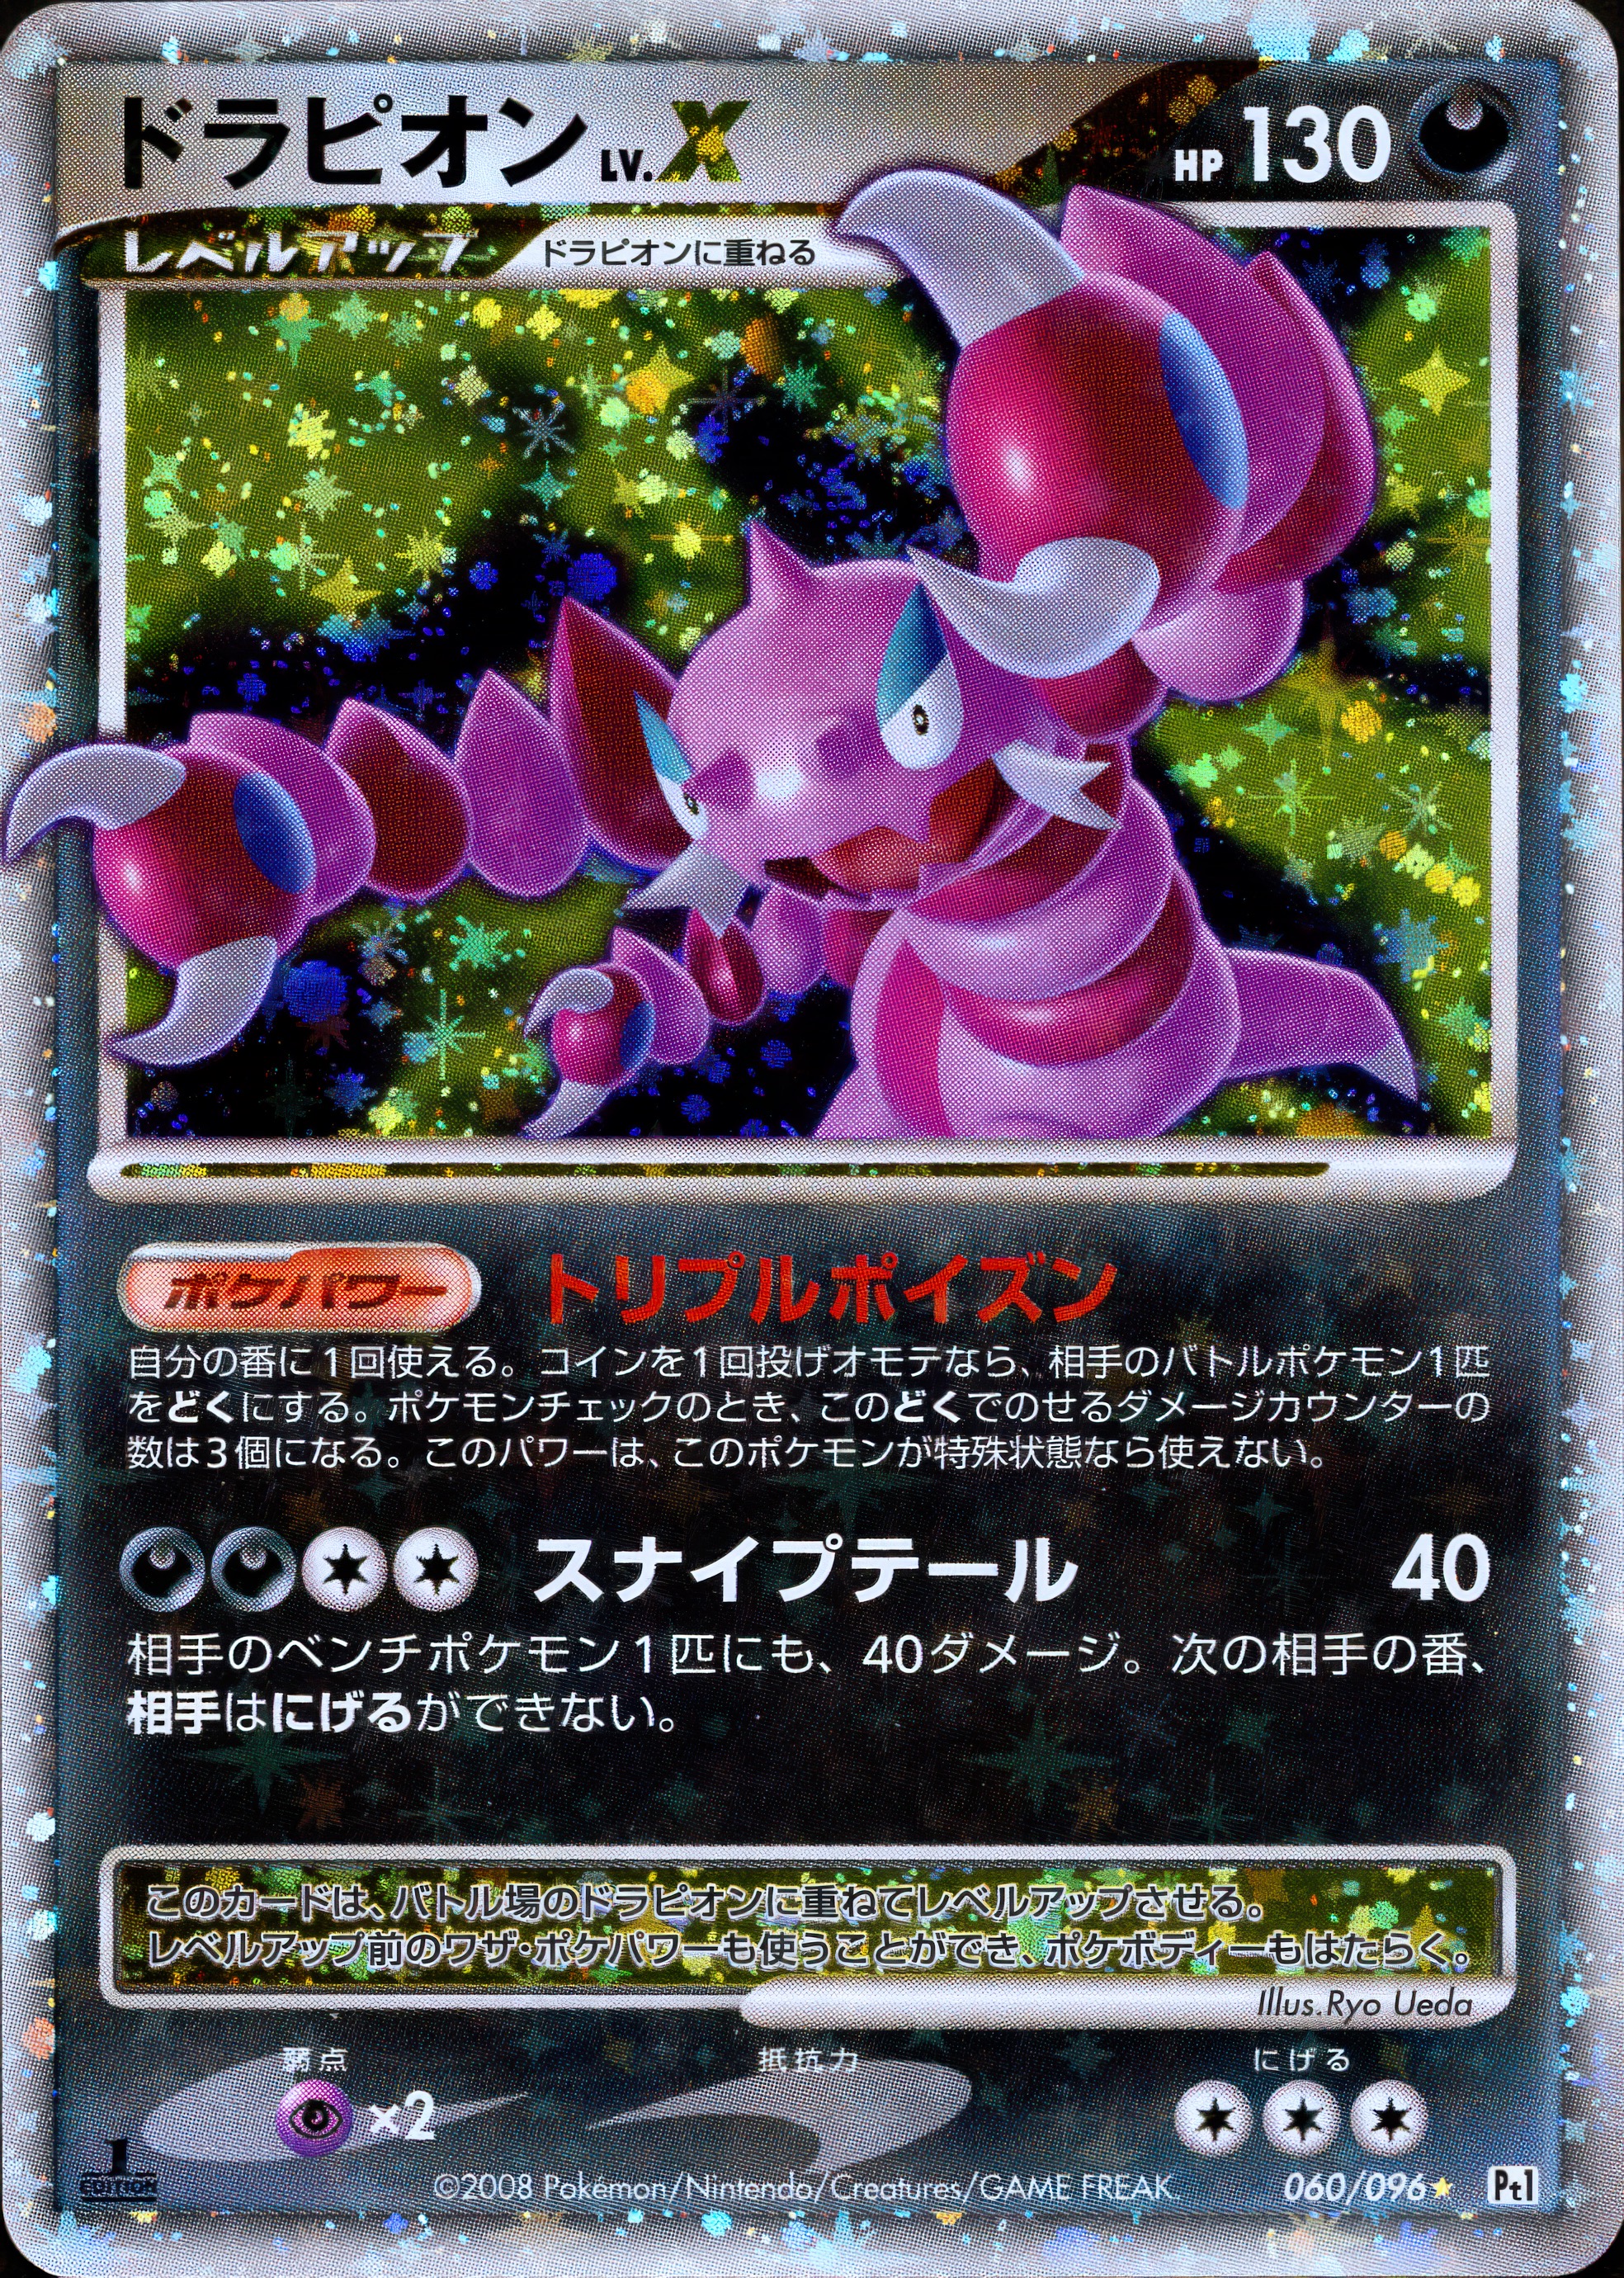 ドラピオン LV.X HP 130
レベルアップ ドラピオンに重ねる
ポケパワー トリプルポイズン
自分の番に1回使える。コインを1回投げオモテなら、相手のバトルポケモン1匹
をどくにする。ポケモンチェックのとき、このどくでのせるダメージカウンターの
数は3個になる。このパワーは、このポケモンが特殊状態なら使えない。
スナイプテール 40
相手のベンチポケモン1匹にも、40ダメージ。次の相手の番、
相手はにげるができない。
このカードは、バトル場のドラピオンに重ねてレベルアップさせる。
レベルアップ前のワザ・ポケパワーも使うことができ、ポケボディーもはたらく。
Illus.Ryo Ueda
弱点 抵抗力 にげる
×2
1 EDITION
©2008 Pokémon/Nintendo/Creatures/GAME FREAK. 060/096★ Pt1